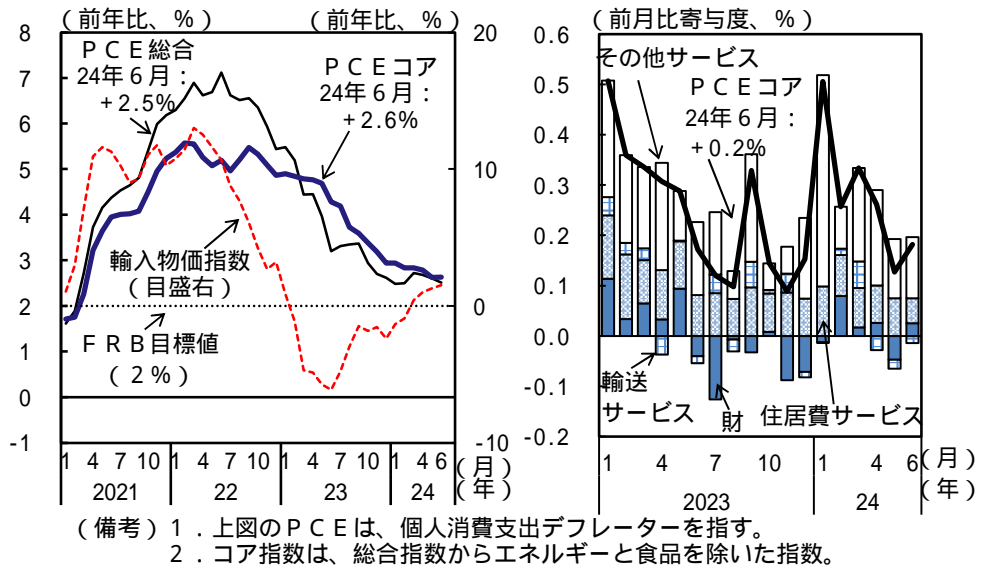 (前年比、%)
(前年比、%)
8
7
6
5
4
3
2
1
0
-1
20
10
0
-10
PCE総合
24年6月:
+2.5%
PCEコア
24年6月:
+2.6%
輸入物価指数
(目盛右)
FRB目標値
(2%)
1 4 7 10 1 4 7 10 1 4 7 10 1 4 6
(月)
2021 22 23 24
(年)
(前月比寄与度、%)
0.6
0.5
0.4
0.3
0.2
0.1
0.0
-0.1
-0.2
その他サービス
PCEコア
24年6月:
+0.2%
輸送
サービス
財
住居費サービス
1 4 7 10 1 4 6
(月)
2023 24
(年)
(備考)1.上図のPCEは、個人消費支出デフレーターを指す。
2.コア指数は、総合指数からエネルギーと食品を除いた指数。